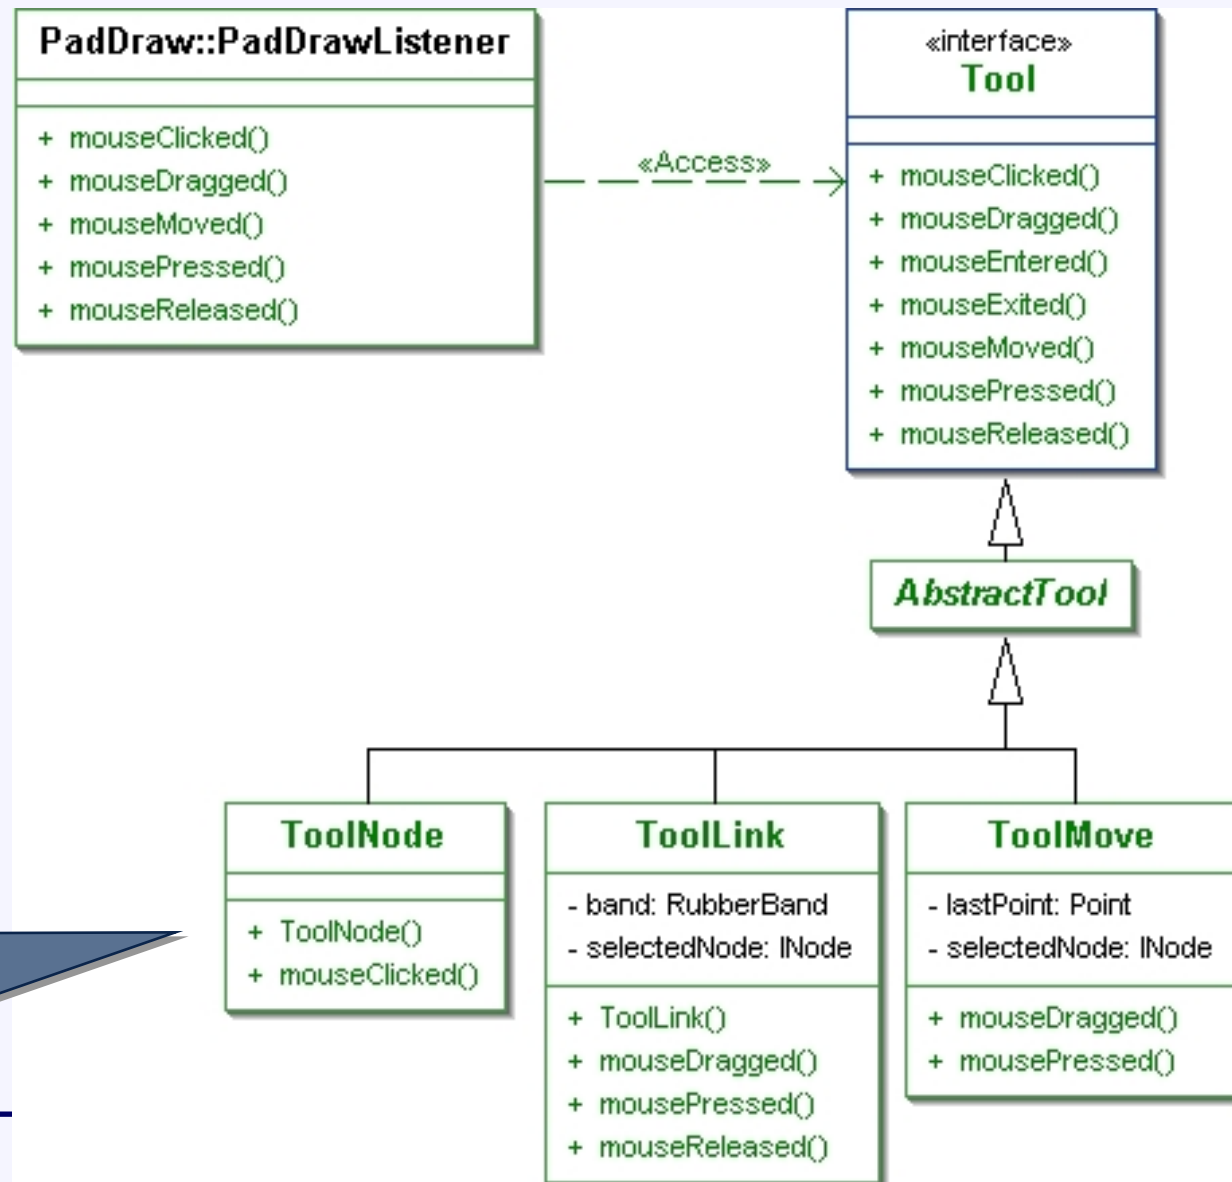 PadDraw::PadDrawListener
+ mouseClicked()
+ mouseDragged()
+ mouseMoved()
+ mousePressed()
+ mouseReleased()
«Access»
«interface»
Tool
+ mouseClicked()
+ mouseDragged()
+ mouseEntered()
+ mouseExited()
+ mouseMoved()
+ mousePressed()
+ mouseReleased()
AbstractTool
ToolNode
+ ToolNode()
+ mouseClicked()
ToolLink
- band: RubberBand
- selectedNode: INode
+ ToolLink()
+ mouseDragged()
+ mousePressed()
+ mouseReleased()
ToolMove
- lastPoint: Point
- selectedNode: INode
+ mouseDragged()
+ mousePressed()